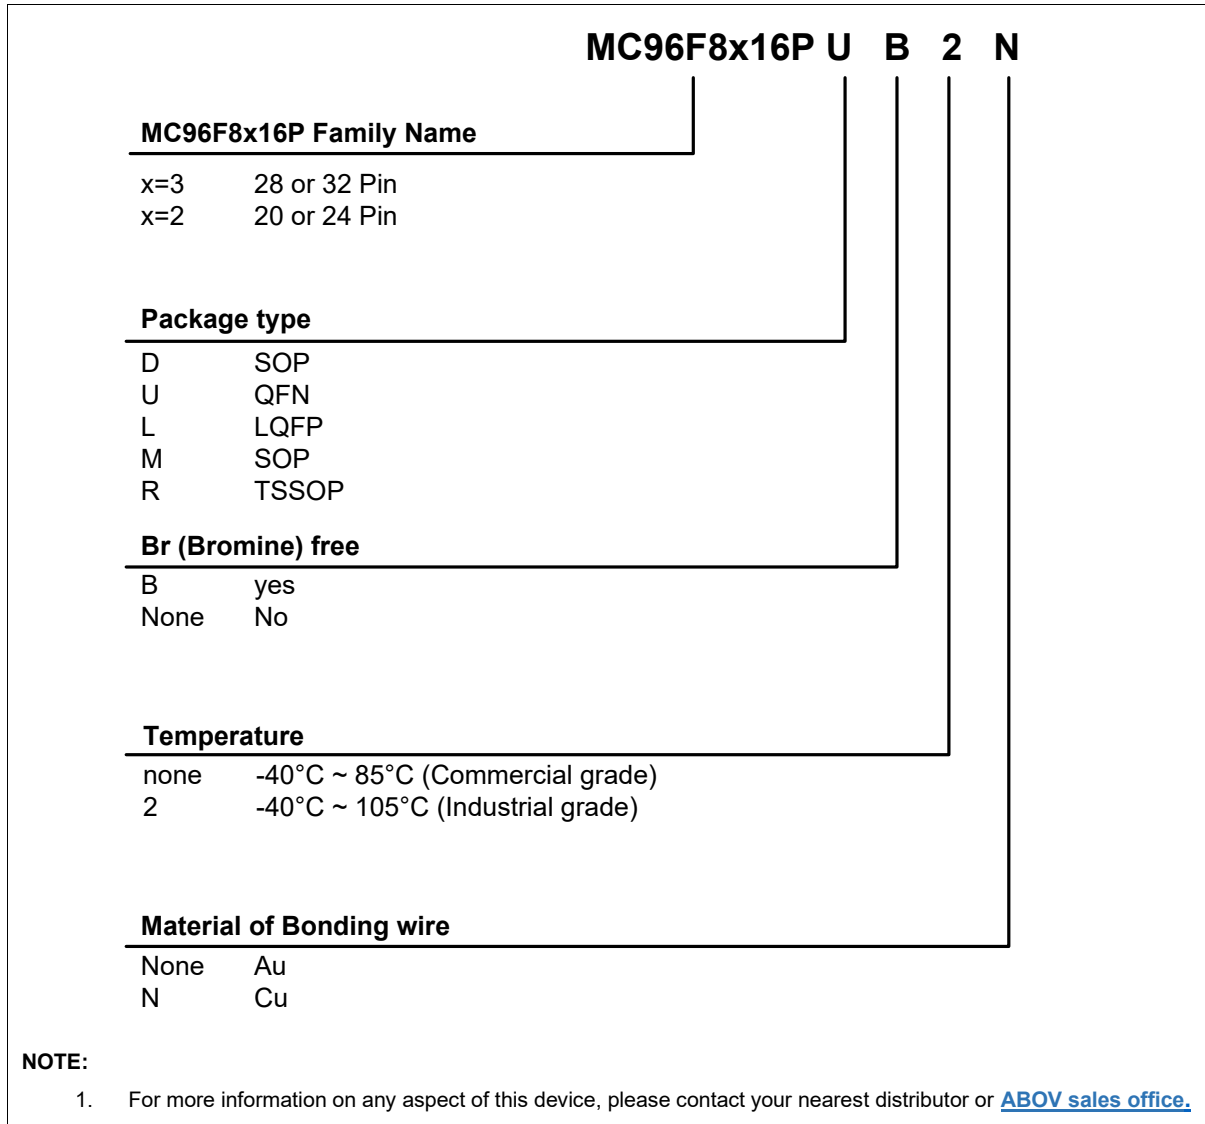 MC96F8x16P U B 2 N
MC96F8x16P Family Name
x=3 28 or 32 Pin
x=2 20 or 24 Pin
Package type
D SOP
U QFN
L LQFP
M SOP
R TSSOP
Br (Bromine) free
B yes
None No
Temperature
none -40°C ~ 85°C (Commercial grade)
2 -40°C ~ 105°C (Industrial grade)
Material of Bonding wire
None Au
N Cu
NOTE:
1. For more information on any aspect of this device, please contact your nearest distributor or ABOV sales office.